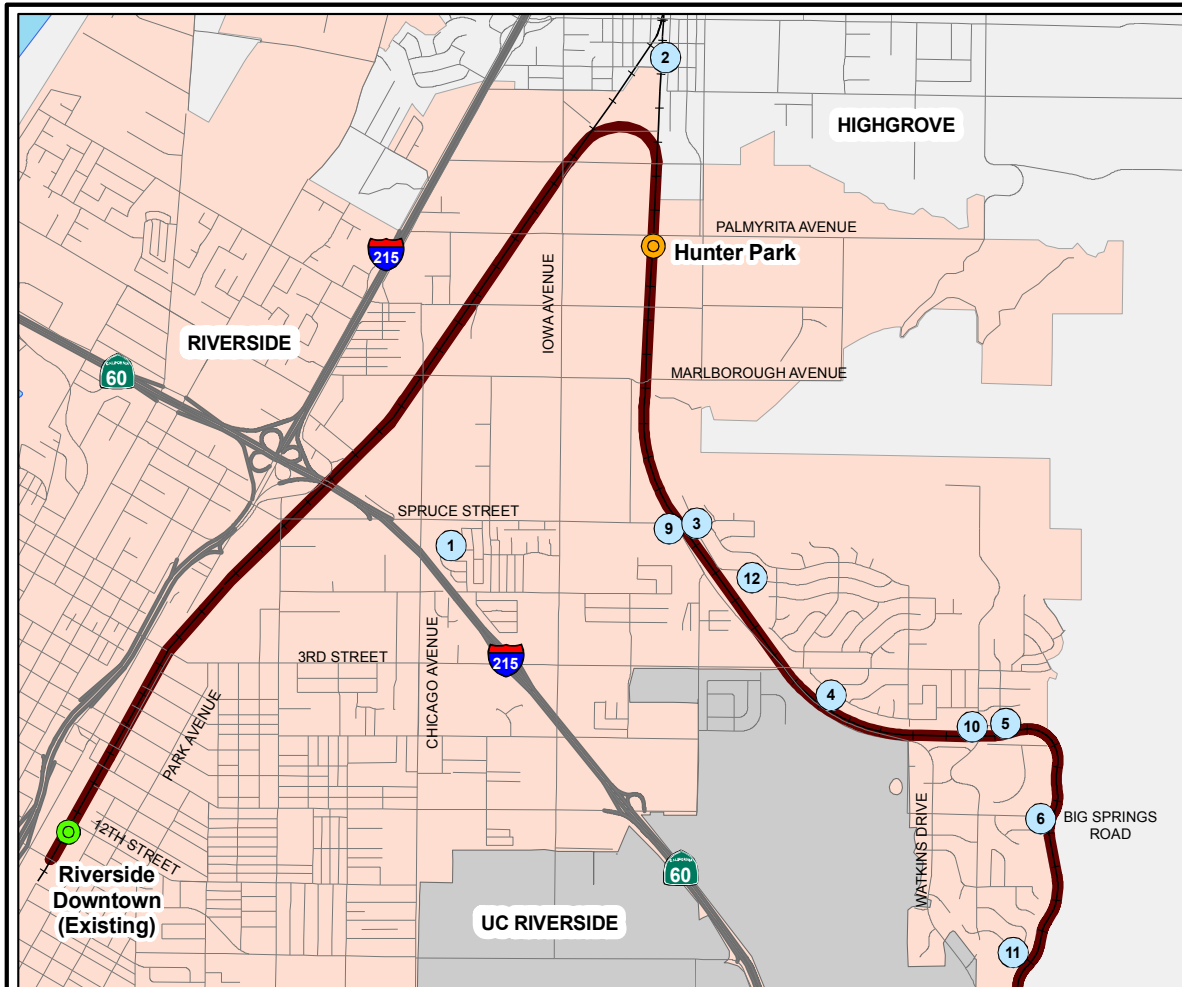 2
HIGHGROVE
PALMYRITA AVENUE
Hunter Park
215
IOWA AVENUE
RIVERSIDE
CALIFORNIA
60
MARLBOROUGH AVENUE
SPRUCE STREET
1
9
3
12
CHICAGO AVENUE
3RD STREET
215
4
PARK AVENUE
10
5
6
BIG SPRINGS
ROAD
WATKINS DRIVE
12TH STREET
Riverside
Downtown
(Existing)
CALIFORNIA
60
UC RIVERSIDE
11